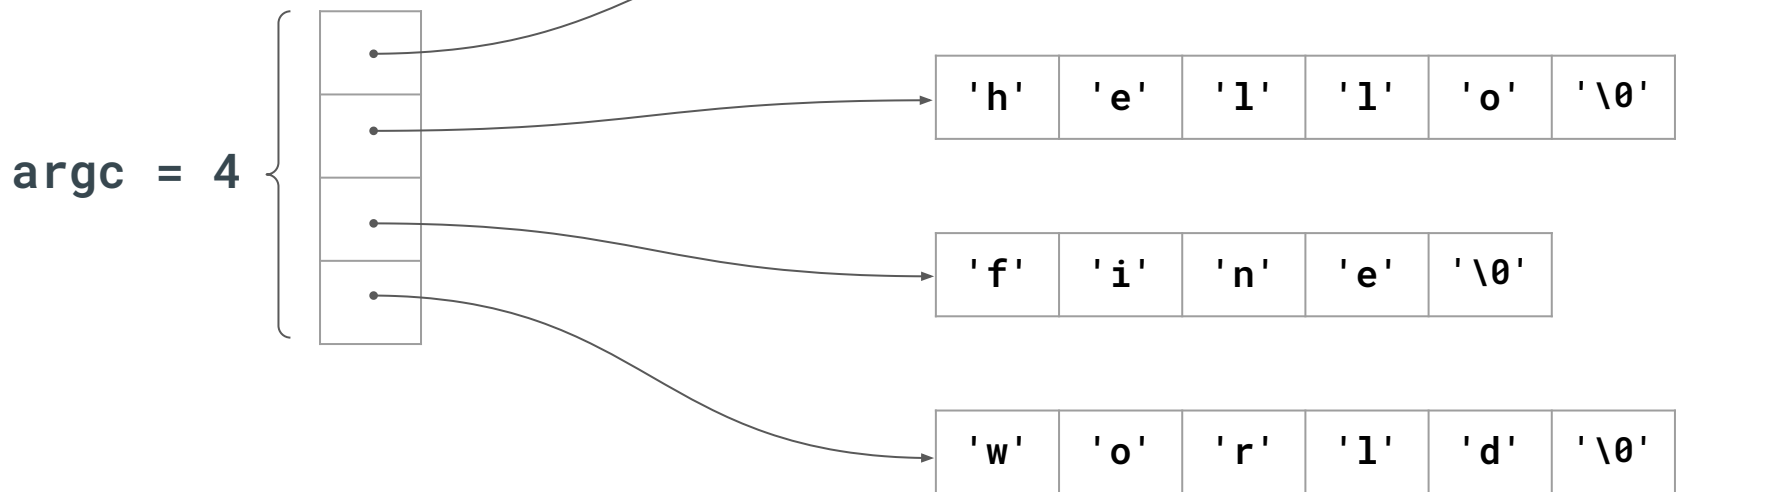 'h' 'e' 'l' 'l' 'o' '\0'
argc = 4
'f' 'i' 'n' 'e' '\0'
'w' 'o' 'r' 'l' 'd' '\0'